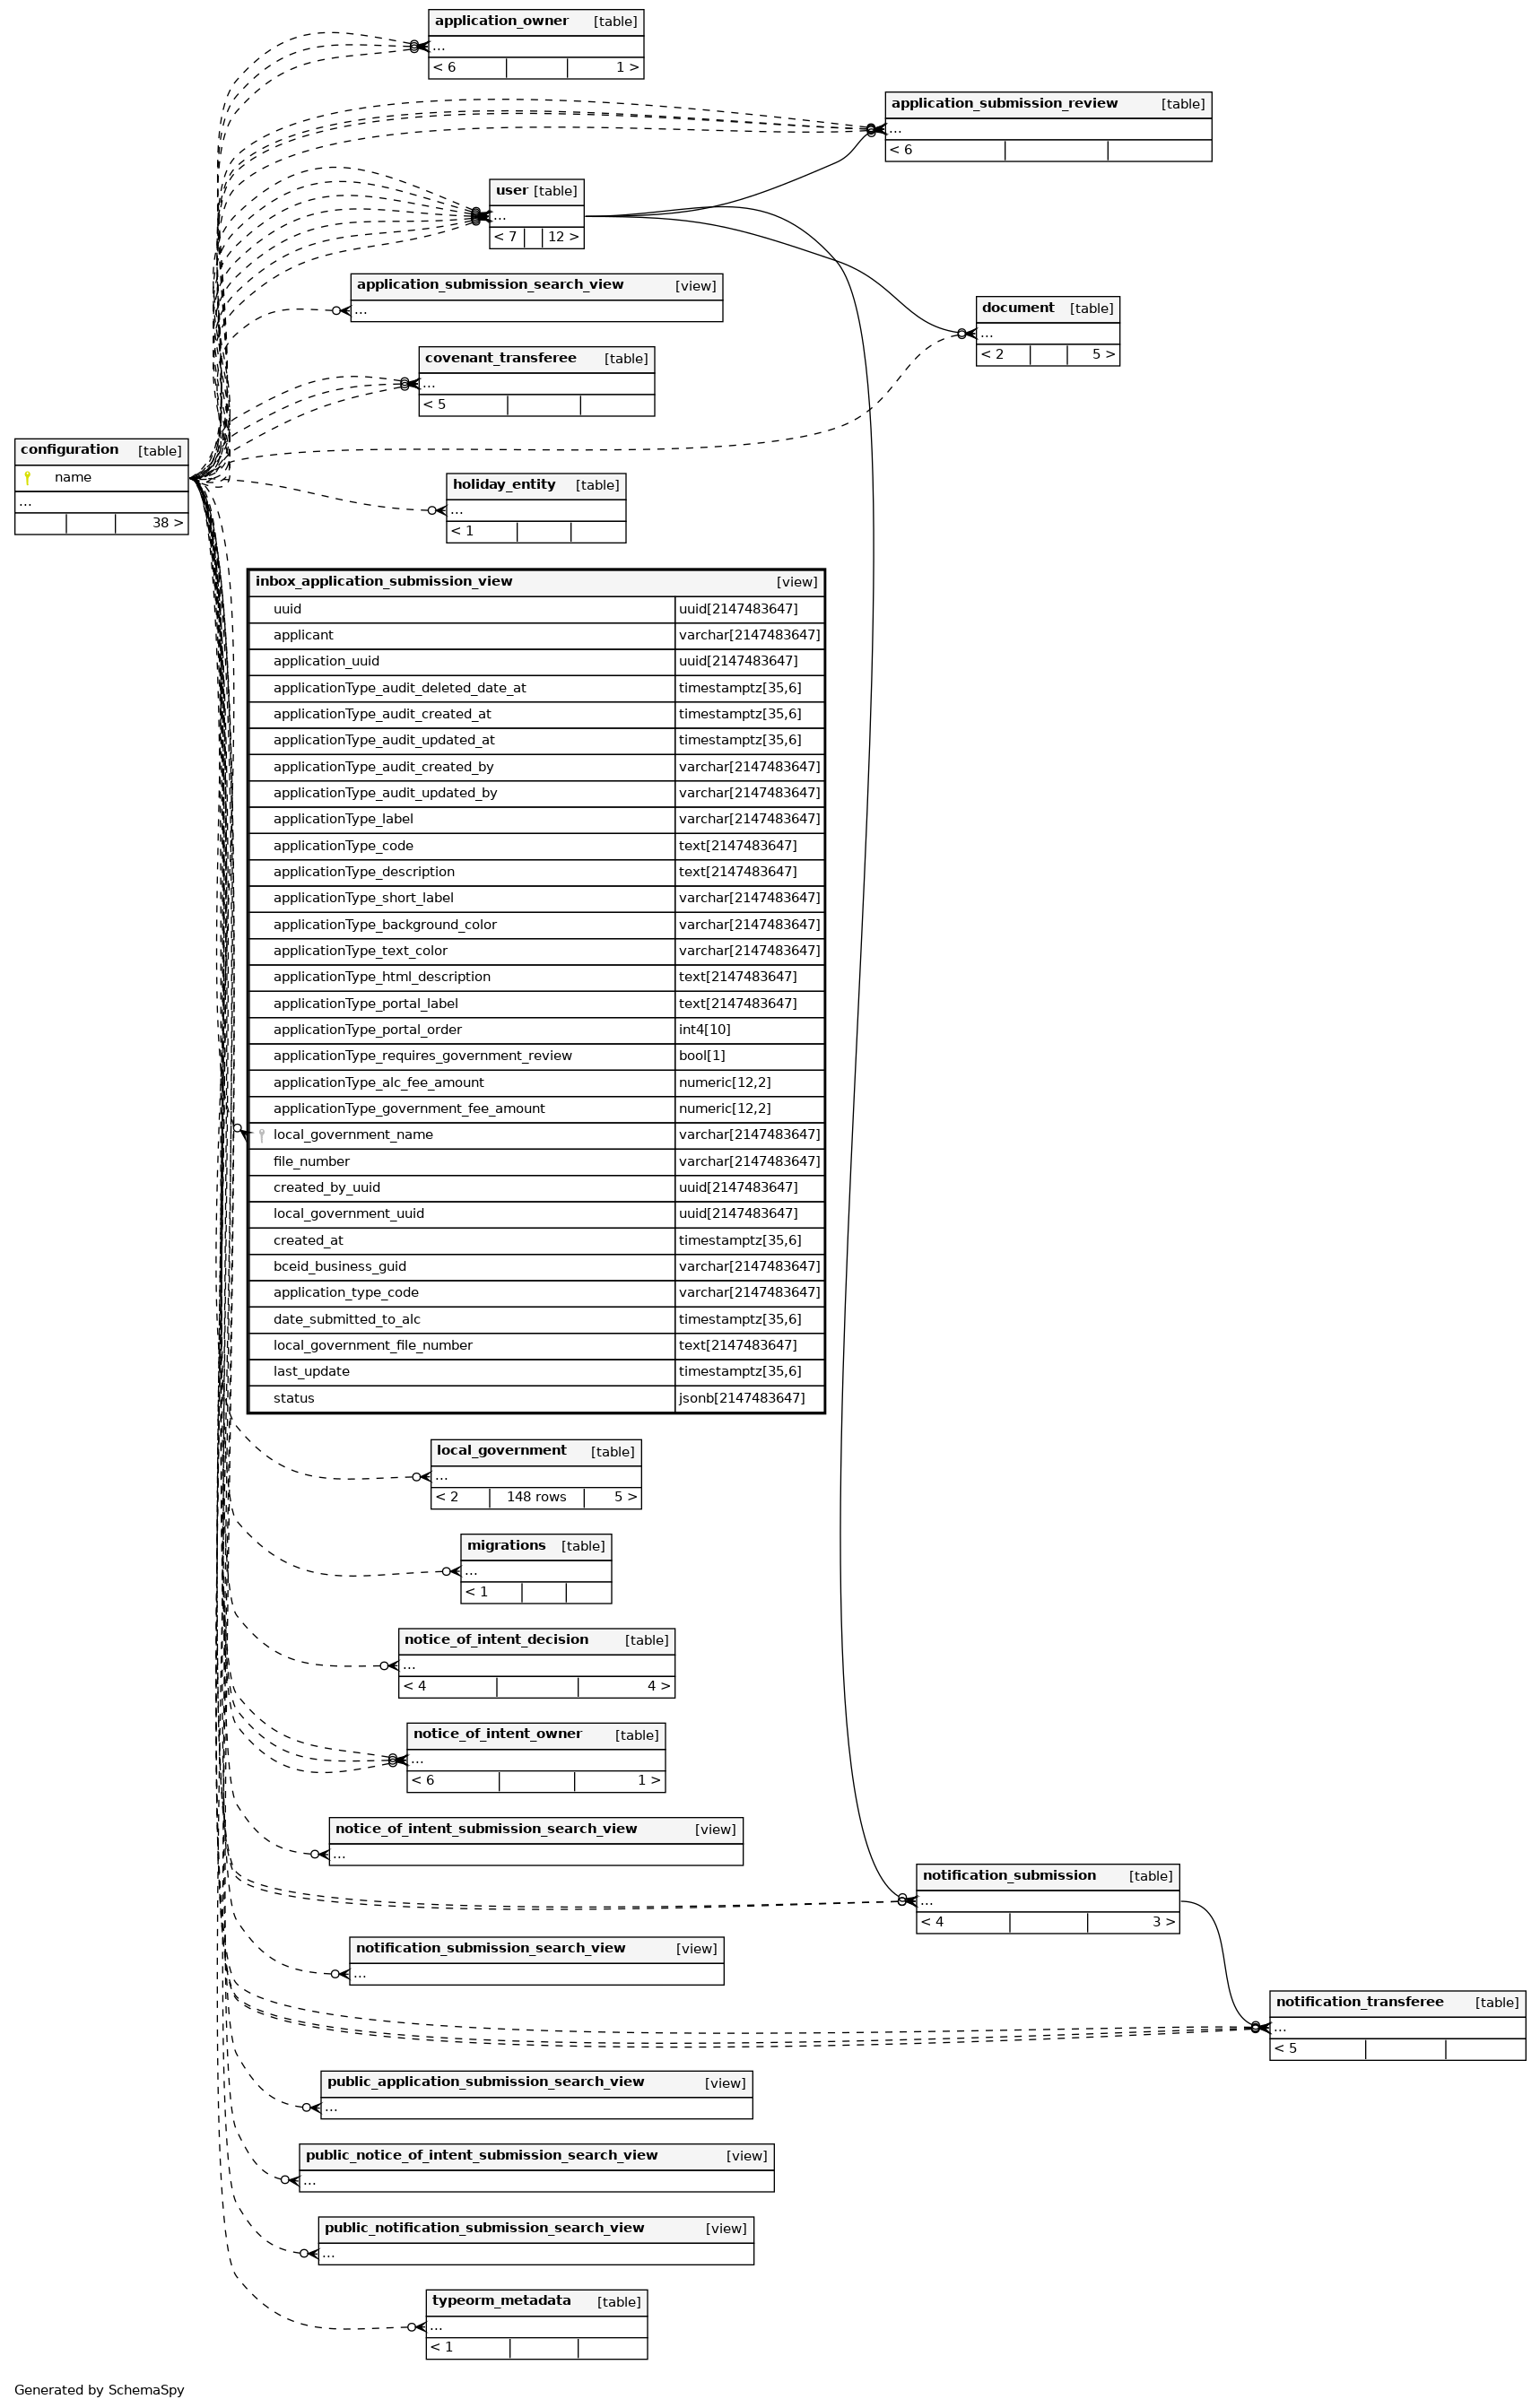 application_owner [table]
...
< 6 1 >
application_submission_review [table]
...
< 6
user [table]
...
< 7 12 >
application_submission_search_view [view]
...
document [table]
...
< 2 5 >
covenant_transferee [table]
...
< 5
configuration [table]
name
...
38 >
holiday_entity [table]
...
< 1
inbox_application_submission_view [view]
uuid uuid[2147483647]
applicant varchar[2147483647]
application_uuid uuid[2147483647]
applicationType_audit_deleted_date_at timestamptz[35,6]
applicationType_audit_created_at timestamptz[35,6]
applicationType_audit_updated_at timestamptz[35,6]
applicationType_audit_created_by varchar[2147483647]
applicationType_audit_updated_by varchar[2147483647]
applicationType_label varchar[2147483647]
applicationType_code text[2147483647]
applicationType_description text[2147483647]
applicationType_short_label varchar[2147483647]
applicationType_background_color varchar[2147483647]
applicationType_text_color varchar[2147483647]
applicationType_html_description text[2147483647]
applicationType_portal_label text[2147483647]
applicationType_portal_order int4[10]
applicationType_requires_government_review bool[1]
applicationType_alc_fee_amount numeric[12,2]
applicationType_government_fee_amount numeric[12,2]
local_government_name varchar[2147483647]
file_number varchar[2147483647]
created_by_uuid uuid[2147483647]
local_government_uuid uuid[2147483647]
created_at timestamptz[35,6]
bceid_business_guid varchar[2147483647]
application_type_code varchar[2147483647]
date_submitted_to_alc timestamptz[35,6]
local_government_file_number text[2147483647]
last_update timestamptz[35,6]
status jsonb[2147483647]
local_government [table]
...
< 2 148 rows 5 >
migrations [table]
...
< 1
notice_of_intent_decision [table]
...
< 4 4 >
notice_of_intent_owner [table]
...
< 6 1 >
notice_of_intent_submission_search_view [view]
...
notification_submission [table]
...
< 4 3 >
notification_submission_search_view [view]
...
notification_transferee [table]
...
< 5
public_application_submission_search_view [view]
...
public_notice_of_intent_submission_search_view [view]
...
public_notification_submission_search_view [view]
...
typeorm_metadata [table]
...
< 1
Generated by SchemaSpy